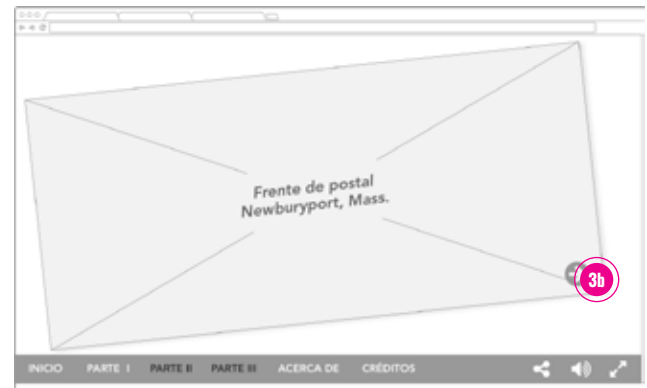 Frente de postal
Newburyport, Mass.
3b
INICIO PARTE I PARTE II PARTE III ACERCA DE CRÉDITOS